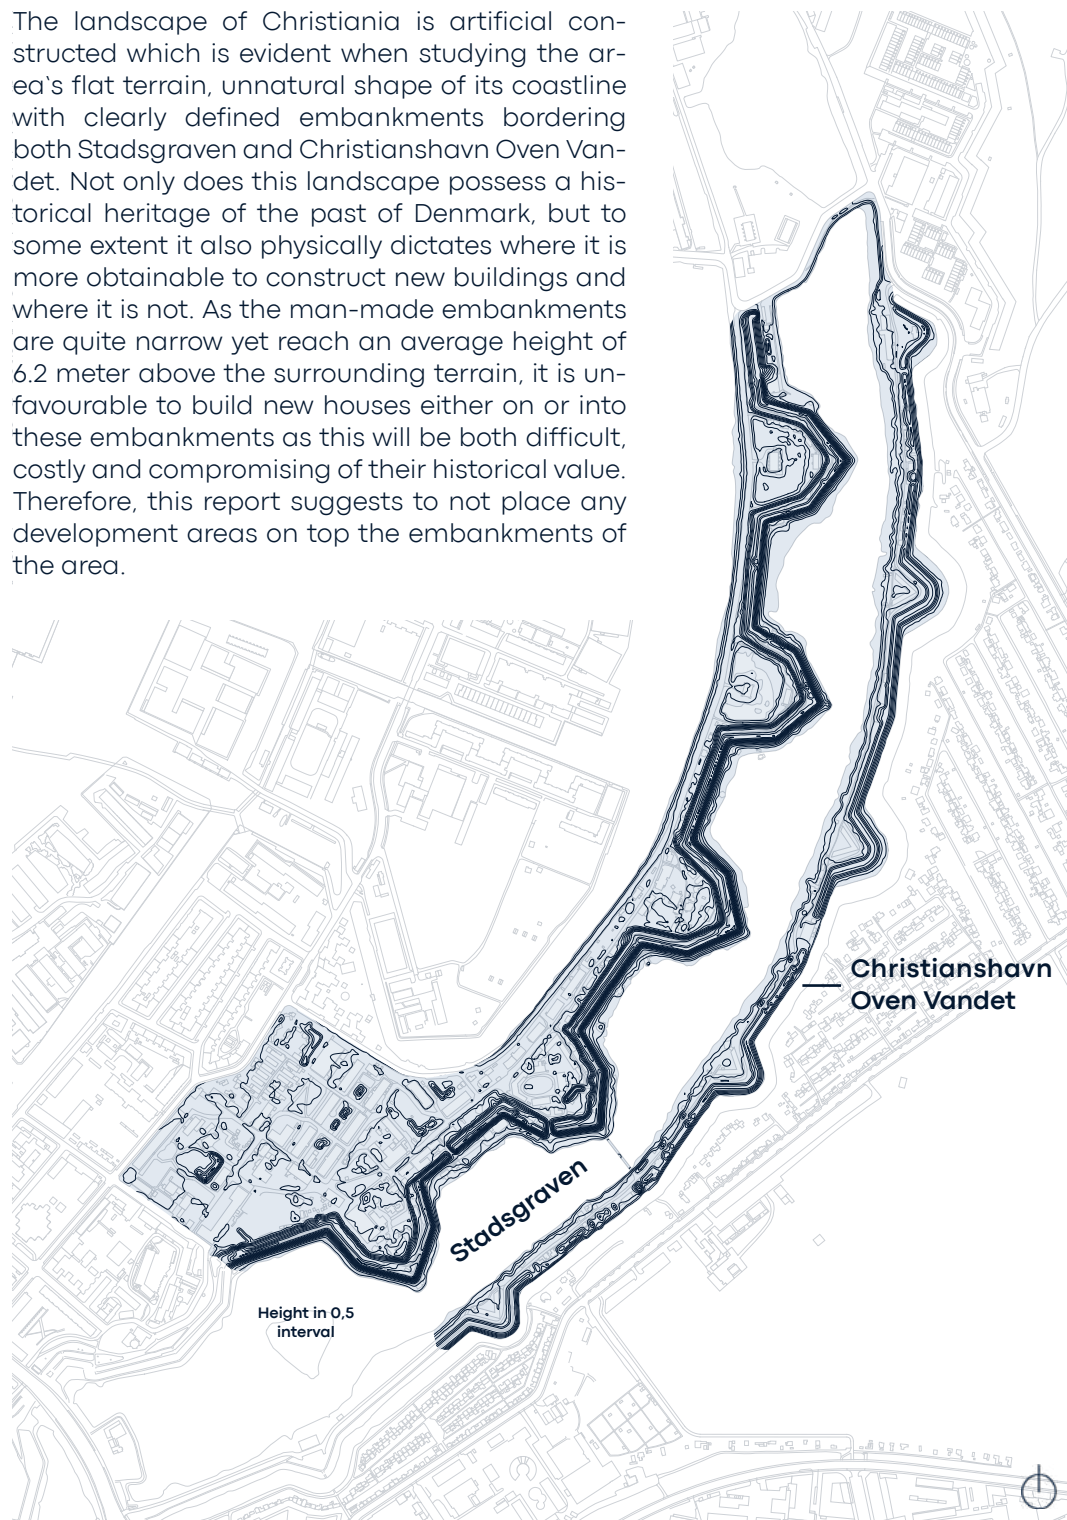 The landscape of Christiania is artificial con-
structed which is evident when studying the ar-
ea`s flat terrain, unnatural shape of its coastline
with clearly defined embankments bordering
both Stadsgraven and Christianshavn Oven Van-
det. Not only does this landscape possess a his-
torical heritage of the past of Denmark, but to
some extent it also physically dictates where it is
more obtainable to construct new buildings and
where it is not. As the man-made embankments
are quite narrow yet reach an average height of
6.2 meter above the surrounding terrain, it is un-
favourable to build new houses either on or into
these embankments as this will be both difficult,
costly and compromising of their historical value.
Therefore, this report suggests to not place any
development areas on top the embankments of
the area.
Christianshavn
Oven Vandet
Stadsgraven
Height in 0,5
interval